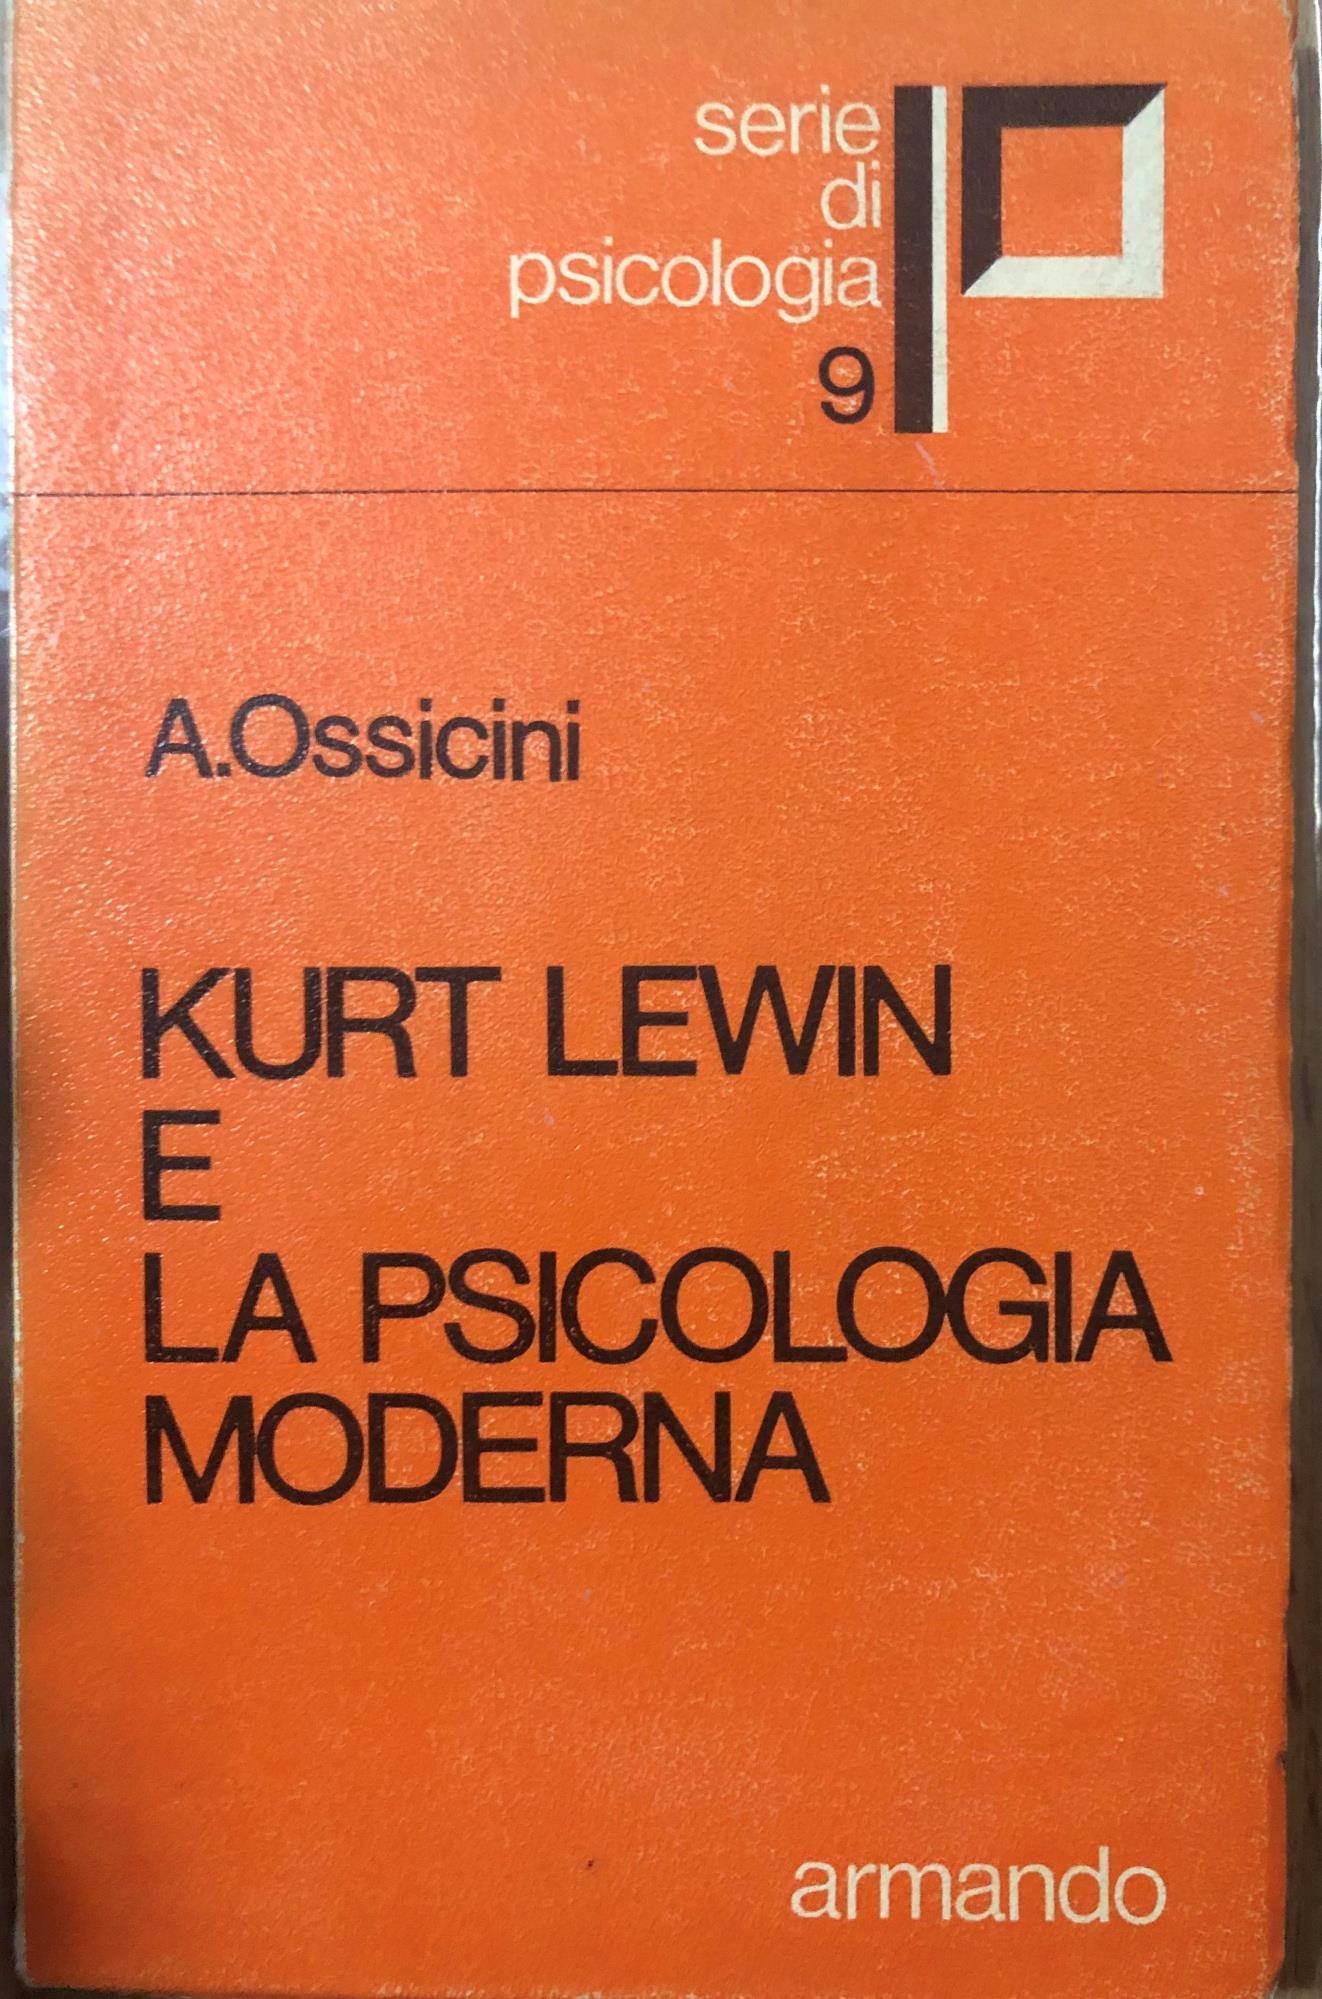 serie
di
psicologia
9
A.Ossicini
KURT LEWIN
E
LA PSICOLOGIA
MODERNA
armando